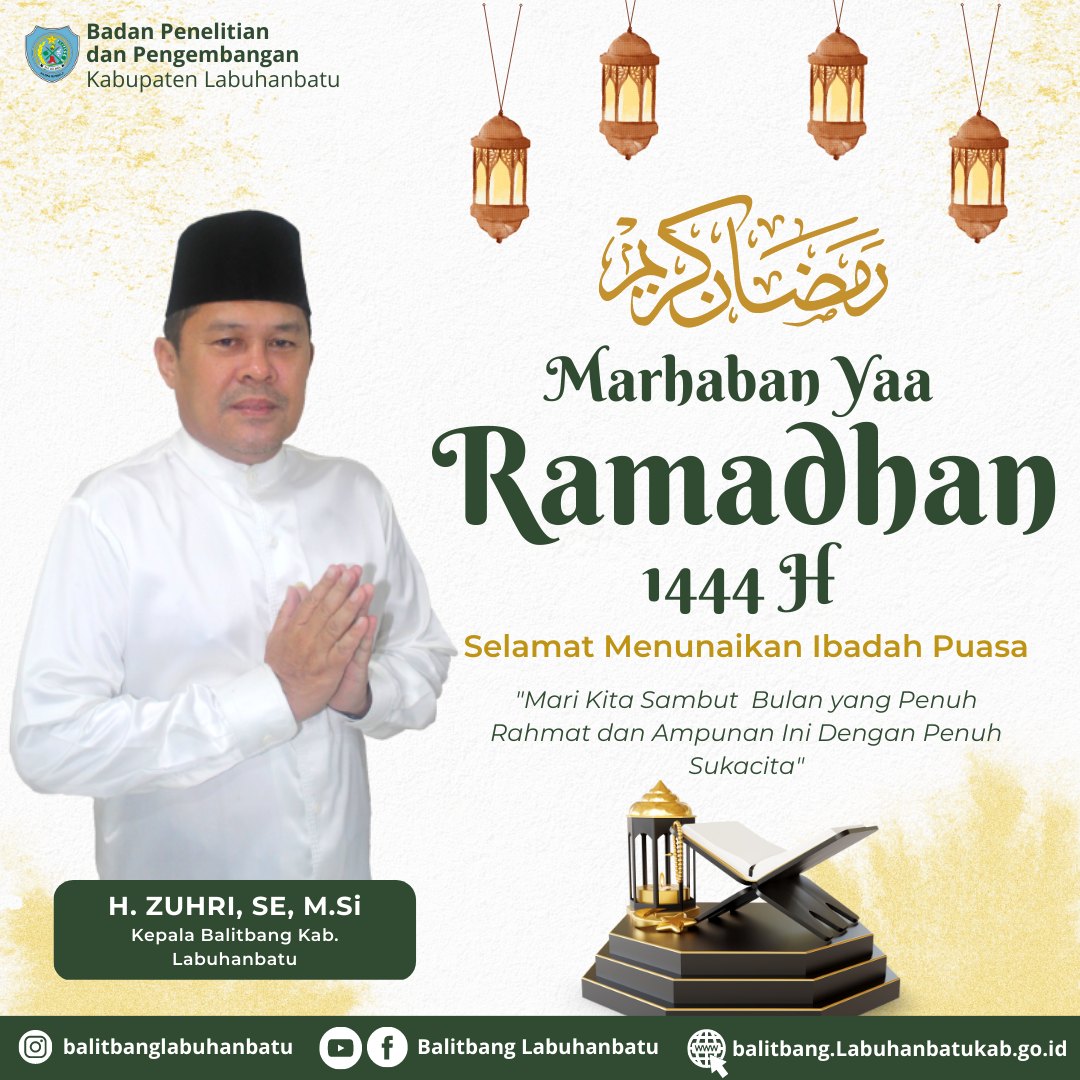 Badan Penelitian
dan Pengembangan
Kabupaten Labuhanbatu
رمضان كريم
Marhaban Yaa
Ramadhan
1444 H
Selamat Menunaikan Ibadah Puasa
"Mari Kita Sambut Bulan yang Penuh
Rahmat dan Ampunan Ini Dengan Penuh
Sukacita"
H. ZUHRI, SE, M.Si
Kepala Balitbang Kab.
Labuhanbatu
balitbanglabuhanbatu
Balitbang Labuhanbatu
www
balitbang.Labuhanbatukab.go.id